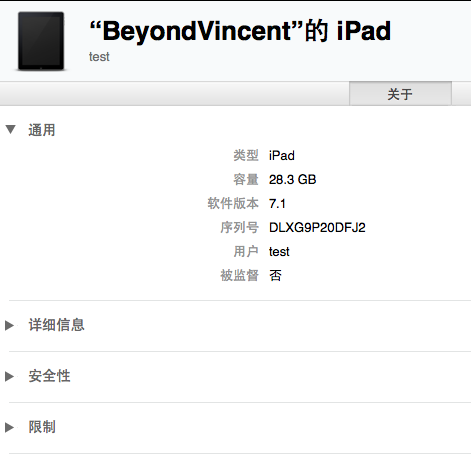 “BeyondVincent”的 iPad
test
关于
通用
类型 iPad
容量 28.3 GB
软件版本 7.1
序列号 DLXG9P20DFJ2
用户 test
被监督 否
详细信息
安全性
限制